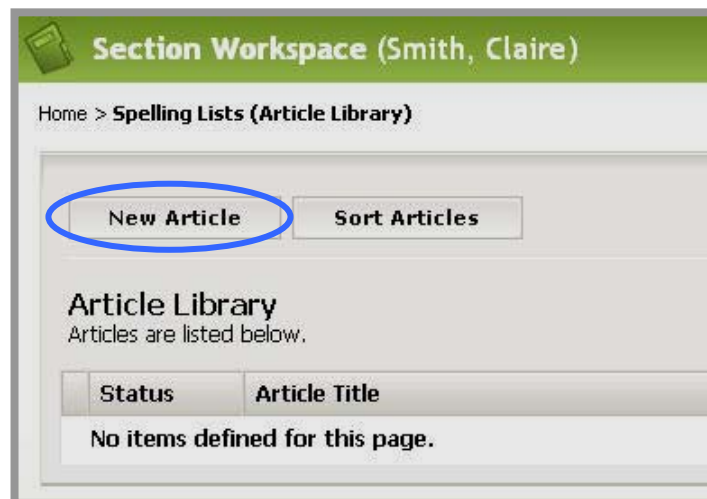 Section Workspace (Smith, Claire)
Home > Spelling Lists (Article Library)
New Article Sort Articles
Article Library
Articles are listed below.
Status Article Title
No items defined for this page.